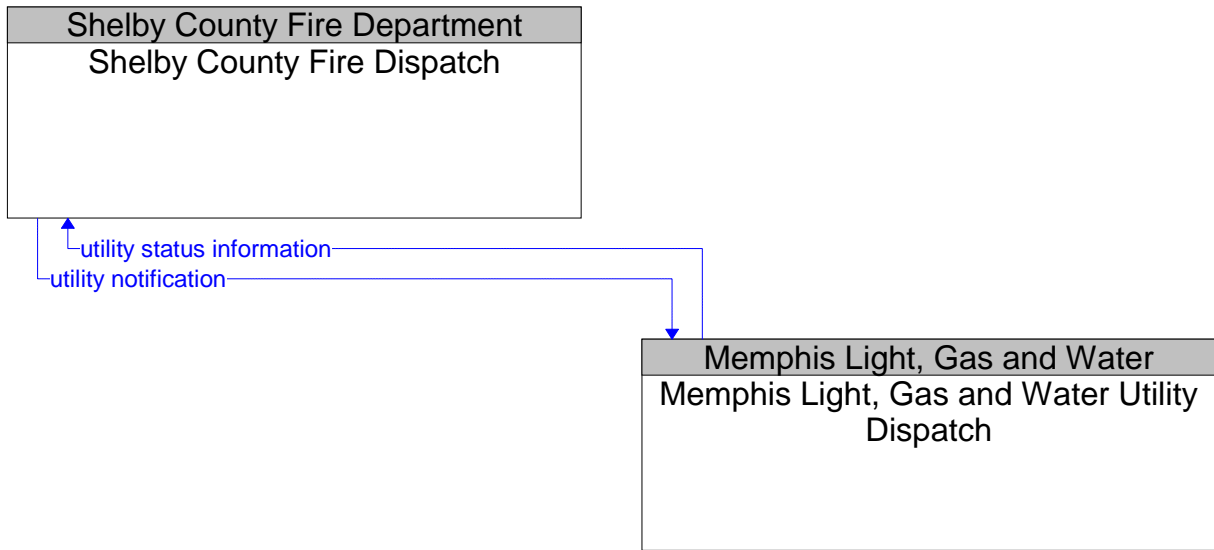 Shelby County Fire Department
Shelby County Fire Dispatch
utility status information
utility notification
Memphis Light, Gas and Water
Memphis Light, Gas and Water Utility
Dispatch